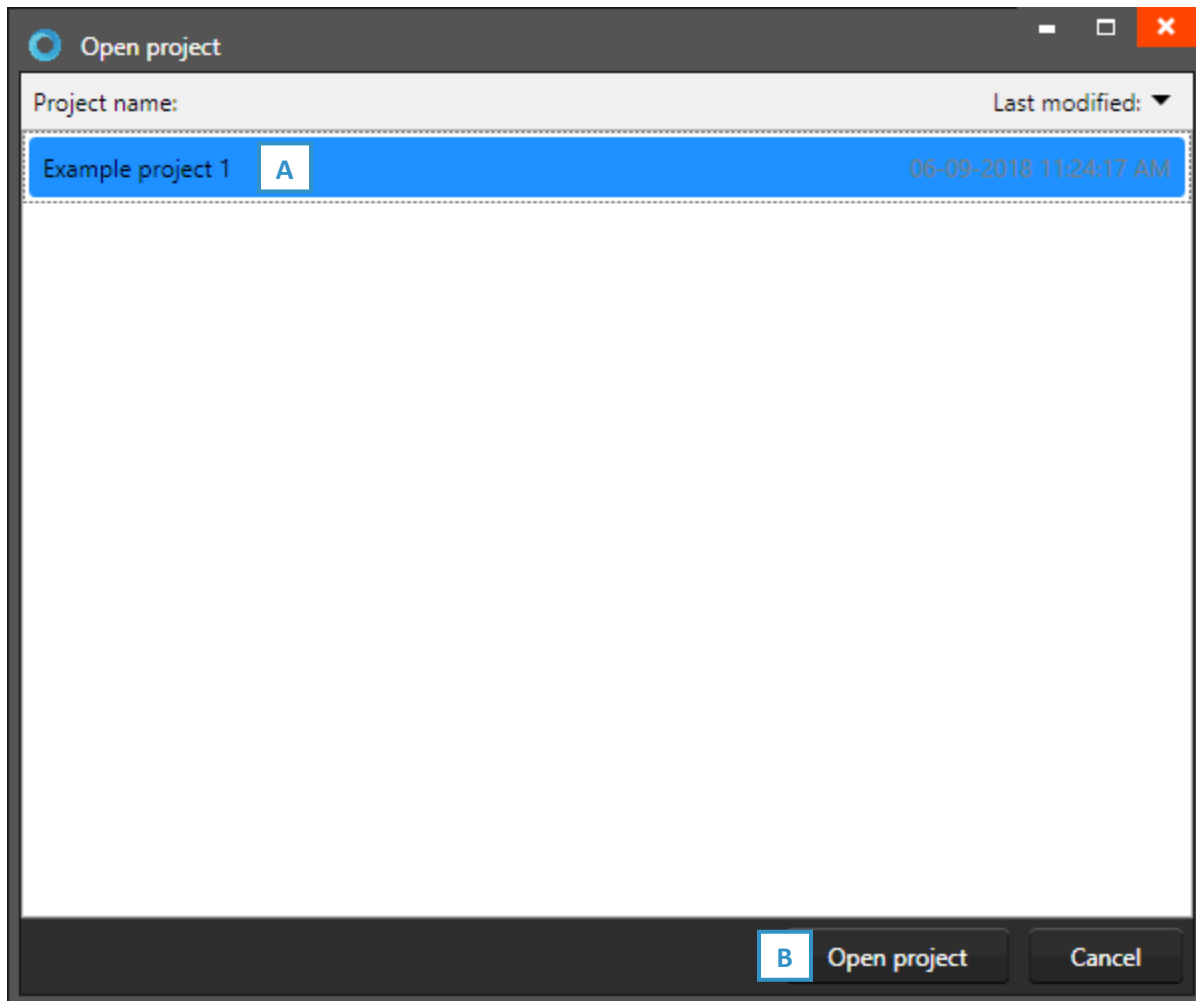 Open project
Project name: Last modified:
Example project 1 A 06-09-2018 11:24:17 AM
B Open project Cancel